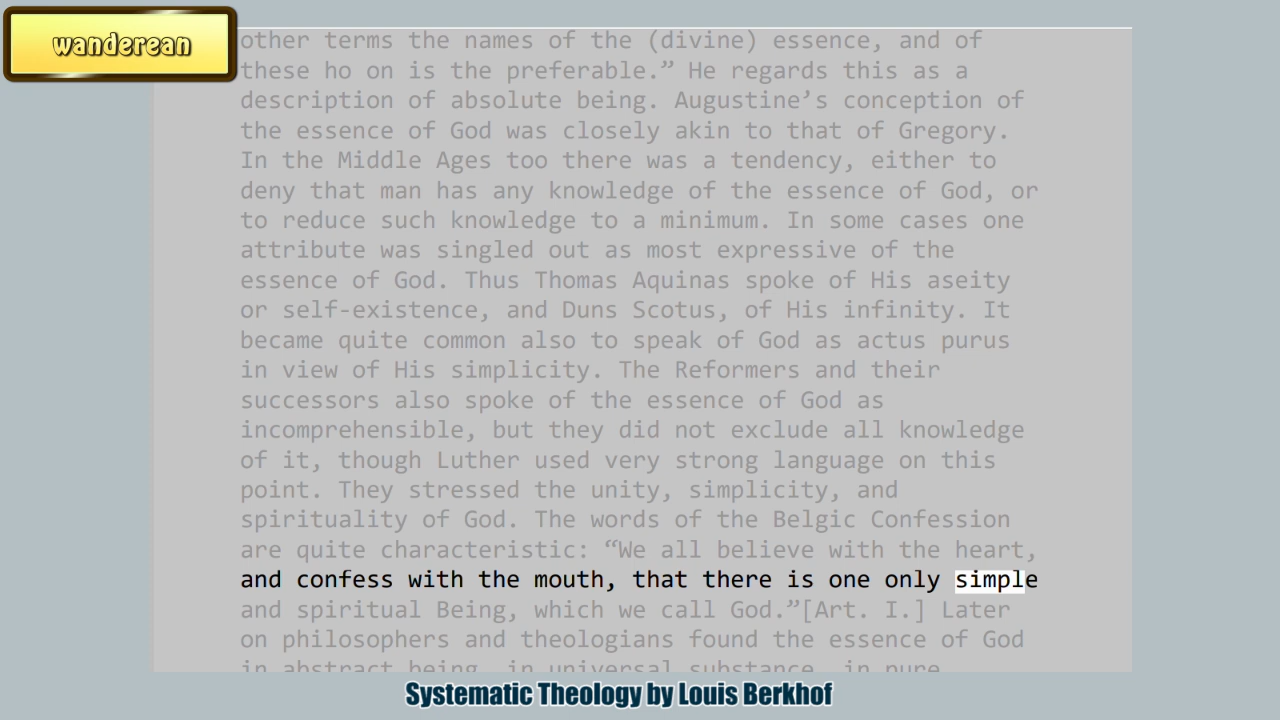 wanderean
other terms the names of the (divine) essence, and of
these ho on is the preferable.” He regards this as a
description of absolute being. Augustine’s conception of
the essence of God was closely akin to that of Gregory.
In the Middle Ages too there was a tendency, either to
deny that man has any knowledge of the essence of God, or
to reduce such knowledge to a minimum. In some cases one
attribute was singled out as most expressive of the
essence of God. Thus Thomas Aquinas spoke of His aseity
or self-existence, and Duns Scotus, of His infinity. It
became quite common also to speak of God as actus purus
in view of His simplicity. The Reformers and their
successors also spoke of the essence of God as
incomprehensible, but they did not exclude all knowledge
of it, though Luther used very strong language on this
point. They stressed the unity, simplicity, and
spirituality of God. The words of the Belgic Confession
are quite characteristic: “We all believe with the heart,
and confess with the mouth, that there is one only simple
and spiritual Being, which we call God.”[Art. I.] Later
on philosophers and theologians found the essence of God
in abstract being, in universal substance, in pure
Systematic Theology by Louis Berkhof